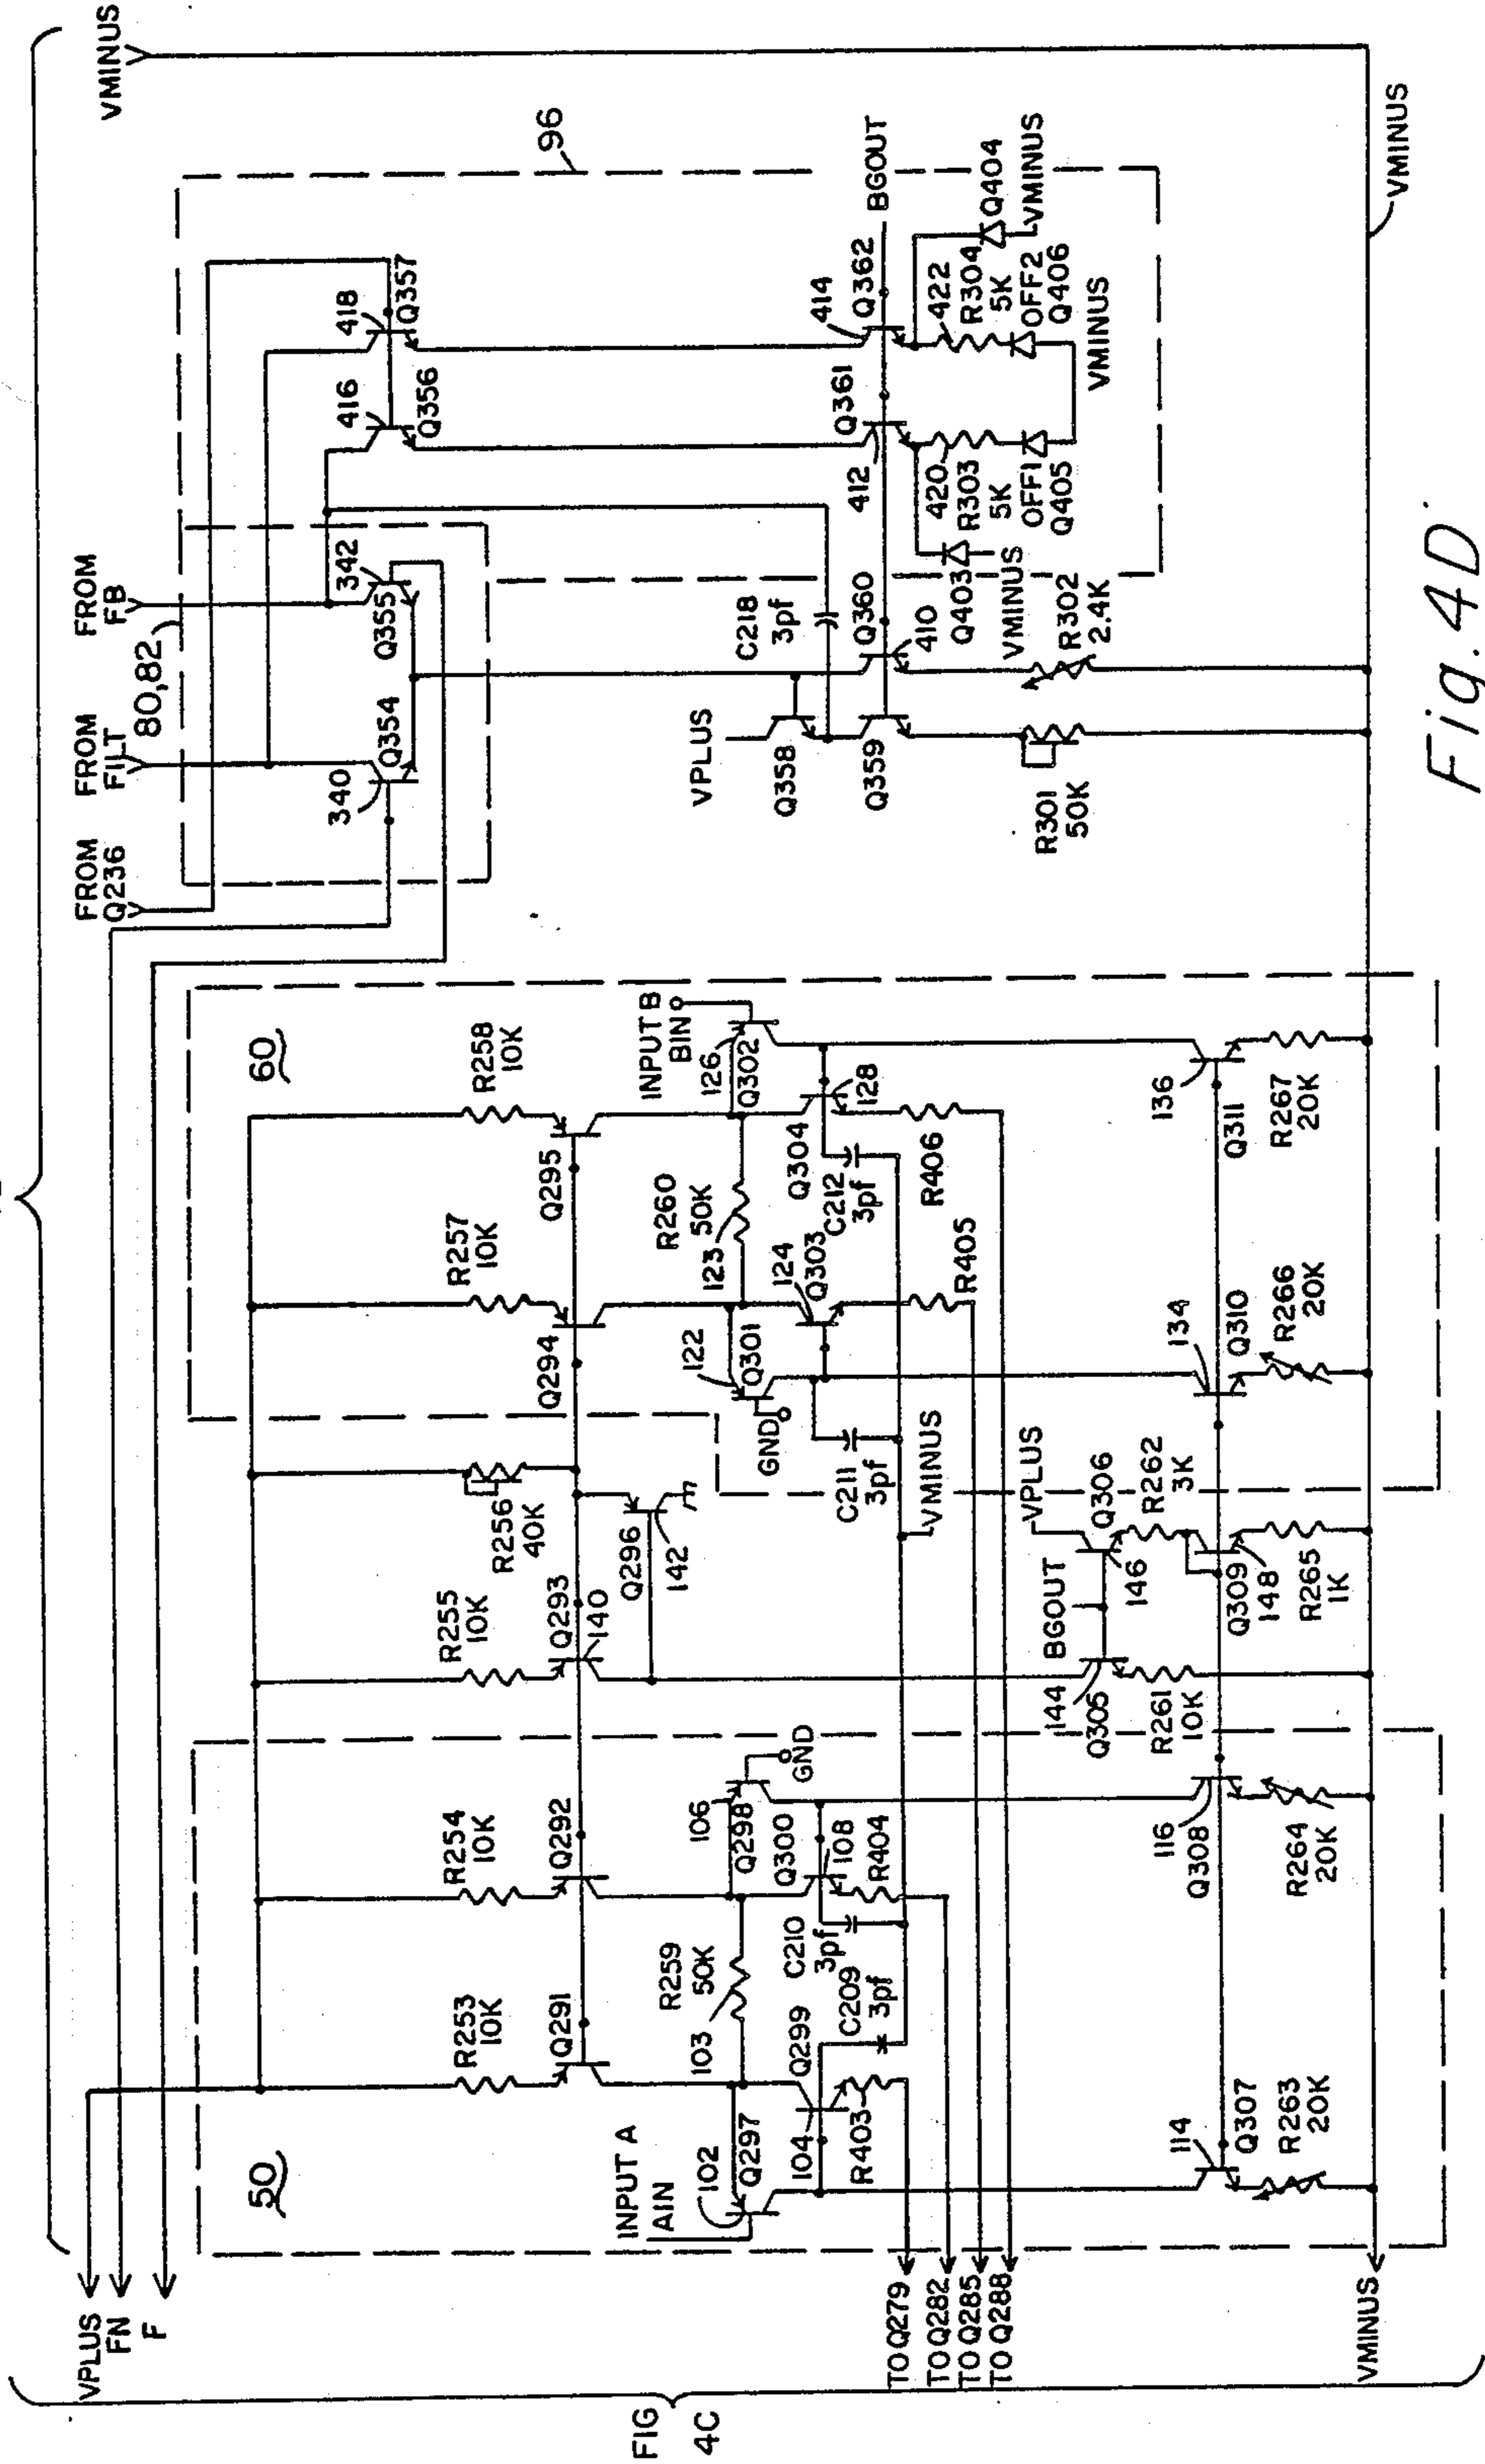 VPLUS
FN
F
FIG
4C
50
R253
10K
R254
10K
R255
10K
R256
40K
R257
10K
R258
10K
60
Q291
Q292
Q293
140
Q294
Q295
Q296
142
INPUT A
AIN
102
Q297
103
R259
50K
106
Q298
GND
104
Q299
R403
C209
3pf
C210
3pf
Q300
108
R404
122
Q301
GND
123
R260
50K
124
Q303
C211
3pf
C212
3pf
Q304
128
126
Q302
INPUT B
BIN
R405
R406
VMINUS
TO Q279
TO Q282
TO Q285
TO Q288
114
Q307
R263
20K
116
Q308
R264
20K
144
Q305
R261
10K
BGOUT
146
VPLUS
Q306
R262
3K
Q309
148
R265
1K
134
Q310
R266
20K
136
Q311
R267
20K
VMINUS
FROM
Q236
FROM
FILT
FROM
FB
VMINUS
80,82
340
Q354
342
Q355
416
Q356
418
Q357
96
VPLUS
Q358
C218
3pf
Q359
Q360
410
R301
50K
R302
2.4K
412
Q361
414
Q362
BGOUT
Q403
VMINUS
420
R303
5K
OFF1
Q405
422
R304
5K
OFF2
Q406
Q404
VMINUS
VMINUS
VMINUS
Fig. 4D